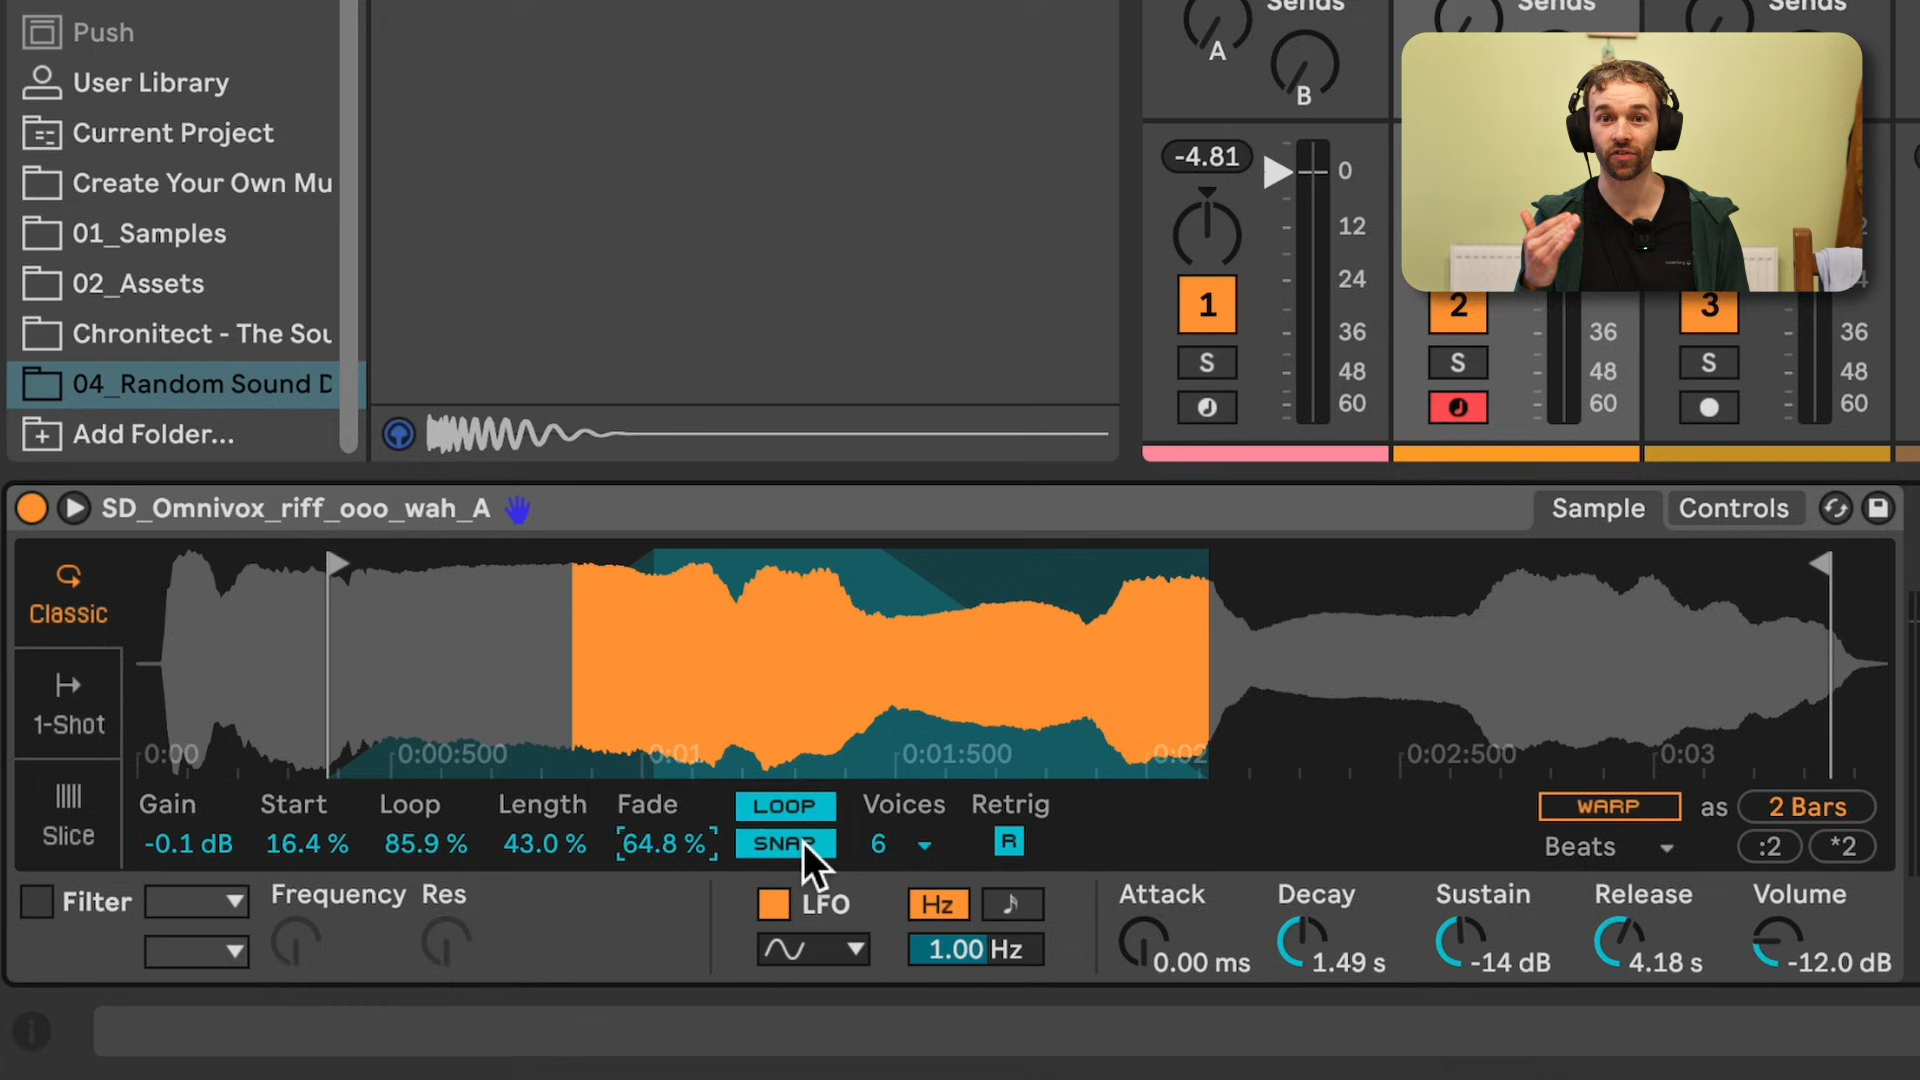 Push
User Library
Current Project
Create Your Own Mu
01_Samples
02_Assets
Chronitect - The Sou
04_Random Sound D
Add Folder...
Sends
A
B
Sends
Sends
-4.81
0
12
24
36
48
60
1
S
2
S
36
48
60
3
S
36
48
60
SD_Omnivox_riff_ooo_wah_A
Sample
Controls
Classic
1-Shot
Slice
0:00
0:00:500
0:01
0:01:500
0:02
0:02:500
0:03
Gain
-0.1 dB
Start
16.4 %
Loop
85.9 %
Length
43.0 %
Fade
64.8 %
LOOP
SNAP
Voices
6
Retrig
R
WARP as 2 Bars
Beats
:2
*2
Filter
Frequency
Res
LFO
Hz
1.00 Hz
Attack
0.00 ms
Decay
1.49 s
Sustain
-14 dB
Release
4.18 s
Volume
-12.0 dB